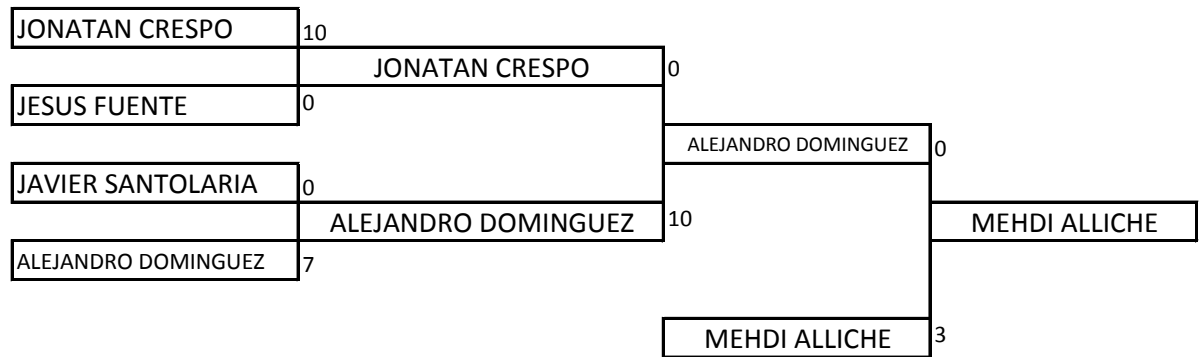 JONATAN CRESPO 10
JONATAN CRESPO 0
JESUS FUENTE 0
ALEJANDRO DOMINGUEZ 0
JAVIER SANTOLARIA 0
ALEJANDRO DOMINGUEZ 10
MEHDI ALLICHE
ALEJANDRO DOMINGUEZ 7
MEHDI ALLICHE 3